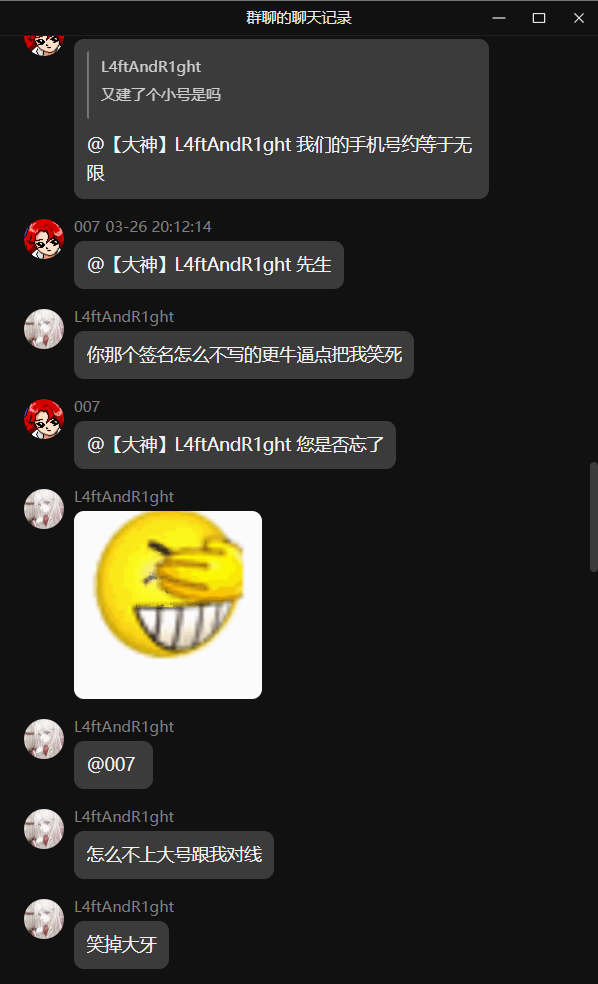 群聊的聊天记录
L4ftAndR1ght
又建了个小号是吗
@【大神】L4ftAndR1ght 我们的手机号约等于无
限
007 03-26 20:12:14
@【大神】L4ftAndR1ght 先生
L4ftAndR1ght
你那个签名怎么不写的更牛逼点把我笑死
007
@【大神】L4ftAndR1ght 您是否忘了
L4ftAndR1ght
L4ftAndR1ght
@007
L4ftAndR1ght
怎么不上大号跟我对线
L4ftAndR1ght
笑掉大牙